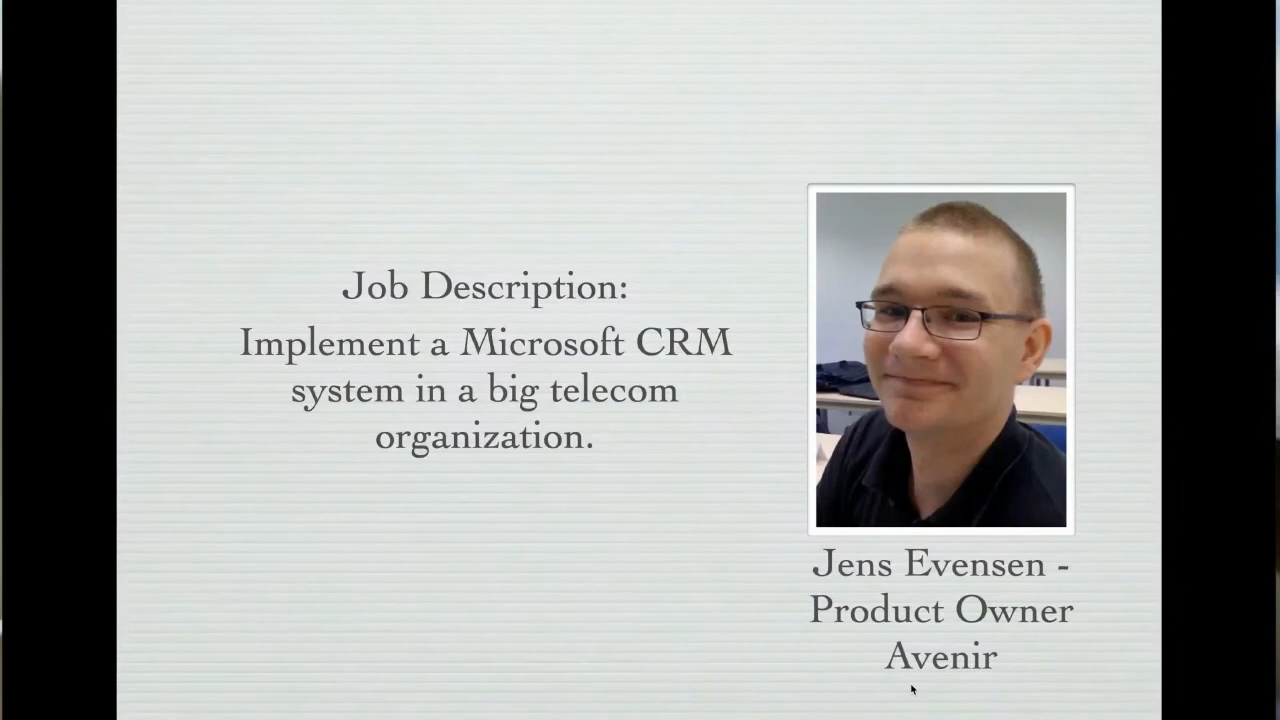 Job Description:
Implement a Microsoft CRM
system in a big telecom
organization.
Jens Evensen -
Product Owner
Avenir